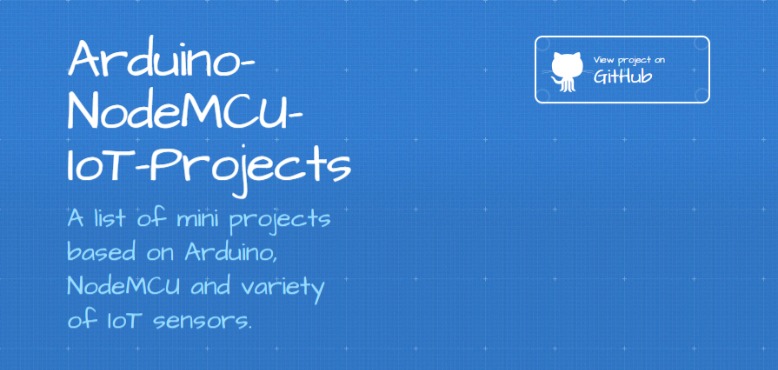 Arduino-
NodeMCU-
IoT-Projects
View project on
GitHub
A list of mini projects
based on Arduino,
NodeMCU and variety
of IoT sensors.